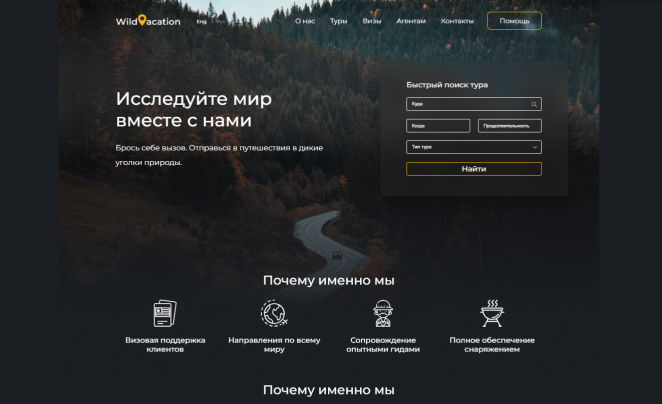 Wild Vacation
Eng
О нас Туры Визы Агентам Контакты Помощь
Исследуйте мир
вместе с нами
Брось себе вызов. Отправься в путешествия в дикие
уголки природы.
Быстрый поиск тура
Куда
Когда Продолжительность
Тип тура
Найти
Почему именно мы
Визовая поддержка
клиентов
Направления по всему
миру
Сопровождение
опытными гидами
Полное обеспечение
снаряжением
Почему именно мы